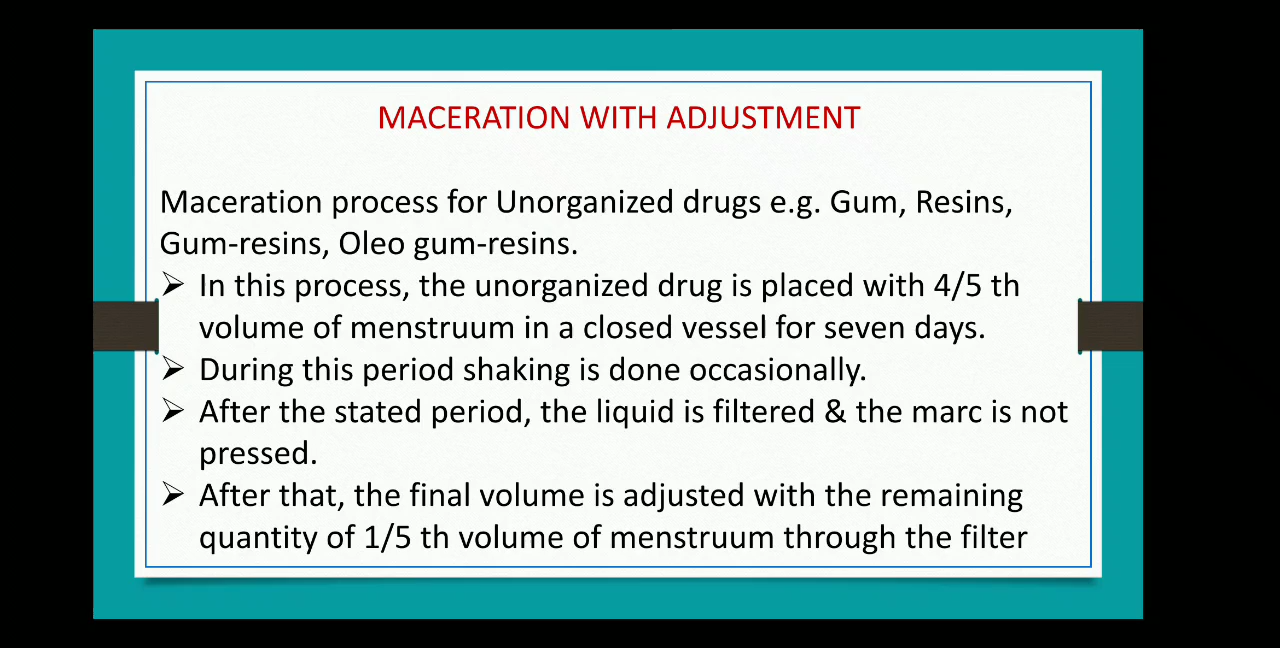 MACERATION WITH ADJUSTMENT
Maceration process for Unorganized drugs e.g. Gum, Resins,
Gum-resins, Oleo gum-resins.
➢ In this process, the unorganized drug is placed with 4/5 th
volume of menstruum in a closed vessel for seven days.
➢ During this period shaking is done occasionally.
➢ After the stated period, the liquid is filtered & the marc is not
pressed.
➢ After that, the final volume is adjusted with the remaining
quantity of 1/5 th volume of menstruum through the filter